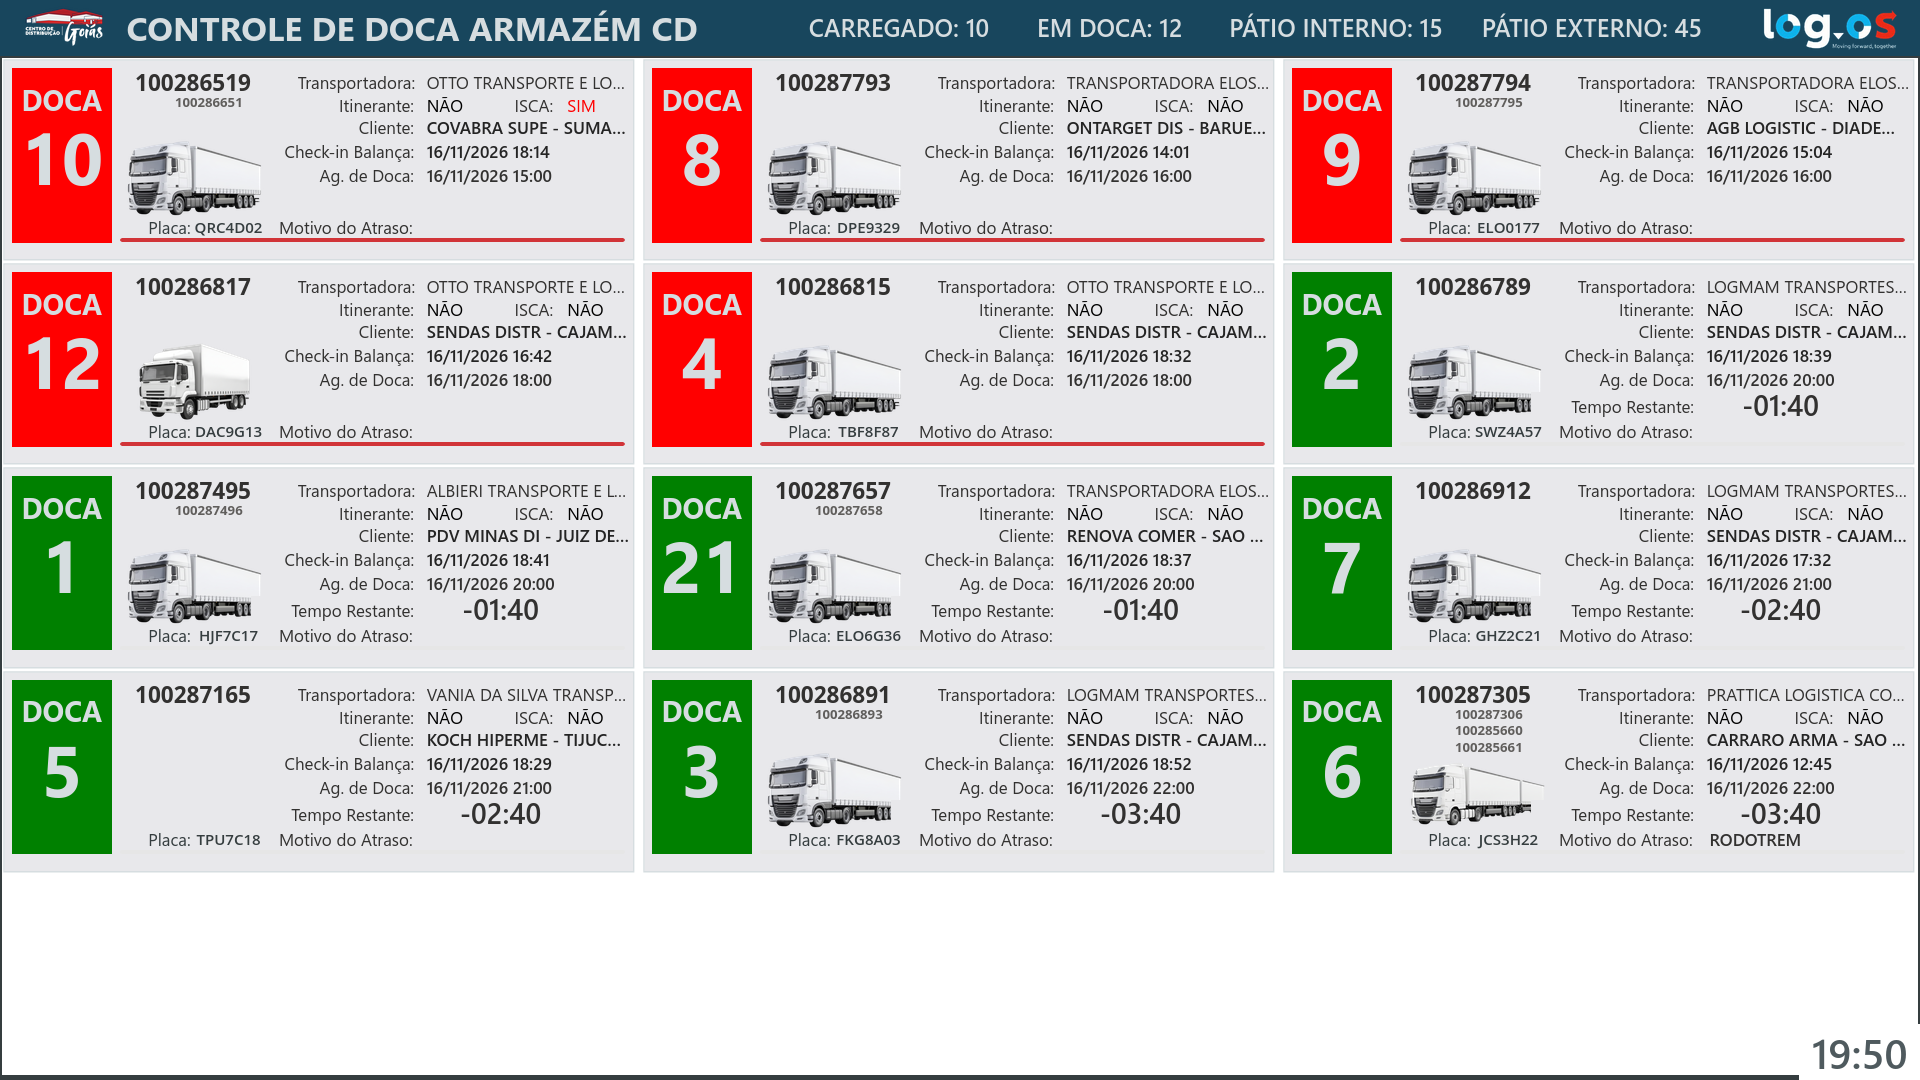 CENTRO DE DISTRIBUIÇÃO Goiás
CONTROLE DE DOCA ARMAZÉM CD
CARREGADO: 10 EM DOCA: 12 PÁTIO INTERNO: 15 PÁTIO EXTERNO: 45
log.os
Moving forward, together
DOCA
10
100286519
100286651
Transportadora: OTTO TRANSPORTE E LO...
Itinerante: NÃO ISCA: SIM
Cliente: COVABRA SUPE - SUMA...
Check-in Balança: 16/11/2026 18:14
Ag. de Doca: 16/11/2026 15:00
Placa: QRC4D02 Motivo do Atraso:
DOCA
8
100287793
Transportadora: TRANSPORTADORA ELOS...
Itinerante: NÃO ISCA: NÃO
Cliente: ONTARGET DIS - BARUE...
Check-in Balança: 16/11/2026 14:01
Ag. de Doca: 16/11/2026 16:00
Placa: DPE9329 Motivo do Atraso:
DOCA
9
100287794
100287795
Transportadora: TRANSPORTADORA ELOS...
Itinerante: NÃO ISCA: NÃO
Cliente: AGB LOGISTIC - DIADE...
Check-in Balança: 16/11/2026 15:04
Ag. de Doca: 16/11/2026 16:00
Placa: ELO0177 Motivo do Atraso:
DOCA
12
100286817
Transportadora: OTTO TRANSPORTE E LO...
Itinerante: NÃO ISCA: NÃO
Cliente: SENDAS DISTR - CAJAM...
Check-in Balança: 16/11/2026 16:42
Ag. de Doca: 16/11/2026 18:00
Placa: DAC9G13 Motivo do Atraso:
DOCA
4
100286815
Transportadora: OTTO TRANSPORTE E LO...
Itinerante: NÃO ISCA: NÃO
Cliente: SENDAS DISTR - CAJAM...
Check-in Balança: 16/11/2026 18:32
Ag. de Doca: 16/11/2026 18:00
Placa: TBF8F87 Motivo do Atraso:
DOCA
2
100286789
Transportadora: LOGMAM TRANSPORTES...
Itinerante: NÃO ISCA: NÃO
Cliente: SENDAS DISTR - CAJAM...
Check-in Balança: 16/11/2026 18:39
Ag. de Doca: 16/11/2026 20:00
Tempo Restante: -01:40
Placa: SWZ4A57 Motivo do Atraso:
DOCA
1
100287495
100287496
Transportadora: ALBIERI TRANSPORTE E L...
Itinerante: NÃO ISCA: NÃO
Cliente: PDV MINAS DI - JUIZ DE...
Check-in Balança: 16/11/2026 18:41
Ag. de Doca: 16/11/2026 20:00
Tempo Restante: -01:40
Placa: HJF7C17 Motivo do Atraso:
DOCA
21
100287657
100287658
Transportadora: TRANSPORTADORA ELOS...
Itinerante: NÃO ISCA: NÃO
Cliente: RENOVA COMER - SAO ...
Check-in Balança: 16/11/2026 18:37
Ag. de Doca: 16/11/2026 20:00
Tempo Restante: -01:40
Placa: ELO6G36 Motivo do Atraso:
DOCA
7
100286912
Transportadora: LOGMAM TRANSPORTES...
Itinerante: NÃO ISCA: NÃO
Cliente: SENDAS DISTR - CAJAM...
Check-in Balança: 16/11/2026 17:32
Ag. de Doca: 16/11/2026 21:00
Tempo Restante: -02:40
Placa: GHZ2C21 Motivo do Atraso:
DOCA
5
100287165
Transportadora: VANIA DA SILVA TRANSP...
Itinerante: NÃO ISCA: NÃO
Cliente: KOCH HIPERME - TIJUC...
Check-in Balança: 16/11/2026 18:29
Ag. de Doca: 16/11/2026 21:00
Tempo Restante: -02:40
Placa: TPU7C18 Motivo do Atraso:
DOCA
3
100286891
100286893
Transportadora: LOGMAM TRANSPORTES...
Itinerante: NÃO ISCA: NÃO
Cliente: SENDAS DISTR - CAJAM...
Check-in Balança: 16/11/2026 18:52
Ag. de Doca: 16/11/2026 22:00
Tempo Restante: -03:40
Placa: FKG8A03 Motivo do Atraso:
DOCA
6
100287305
100287306
100285660
100285661
Transportadora: PRATTICA LOGISTICA CO...
Itinerante: NÃO ISCA: NÃO
Cliente: CARRARO ARMA - SAO ...
Check-in Balança: 16/11/2026 12:45
Ag. de Doca: 16/11/2026 22:00
Tempo Restante: -03:40
Placa: JCS3H22 Motivo do Atraso: RODOTREM
19:50